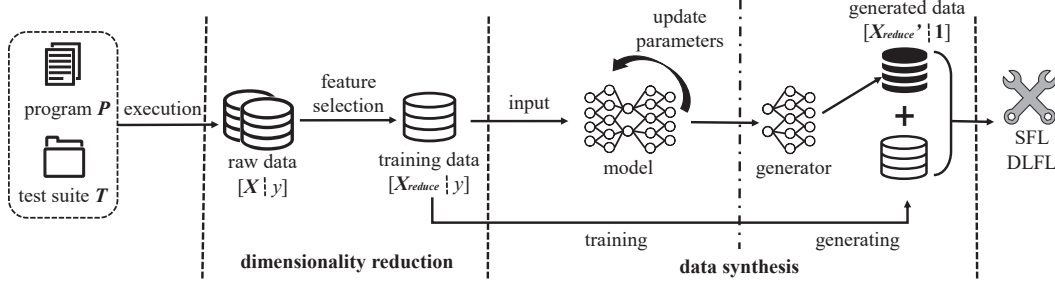 program P
test suite T
execution
raw data
[X ¦ y]
feature
selection
training data
[Xreduce ¦ y]
dimensionality reduction
input
update
parameters
model
training
generator
generating
data synthesis
generated data
[Xreduce' ¦ 1]
+
SFL
DLFL